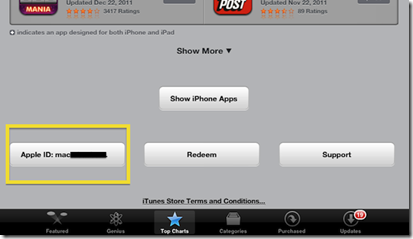 MANIA
Updated Dec 22, 2011
3417 Ratings
POST
Updated Nov 22, 2011
69 Ratings
indicates an app designed for both iPhone and iPad
Show More ▼
Show iPhone Apps
Apple ID: mac
Redeem
Support
iTunes Store Terms and Conditions...
Featured
Genius
Top Charts
Categories
Purchased
19
Updates